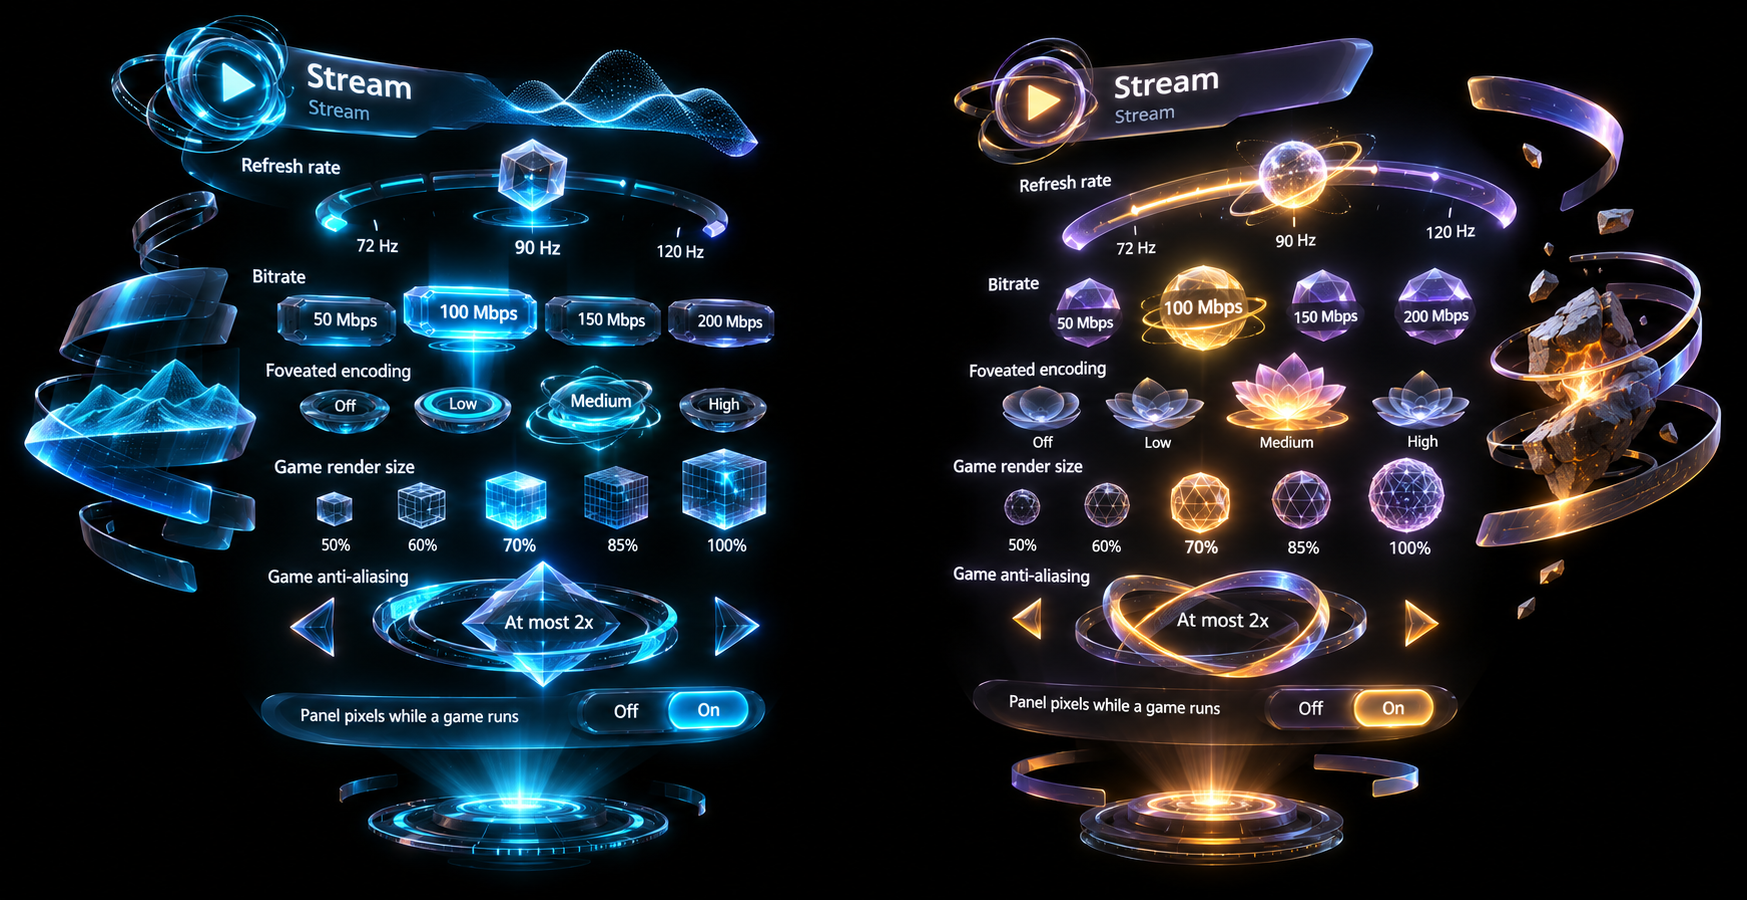 Stream
Stream
Refresh rate
72 Hz
90 Hz
120 Hz
Bitrate
50 Mbps
100 Mbps
150 Mbps
200 Mbps
Foveated encoding
Off
Low
Medium
High
Game render size
50%
60%
70%
85%
100%
Game anti-aliasing
At most 2x
Panel pixels while a game runs
Off
On
Stream
Stream
Refresh rate
72 Hz
90 Hz
120 Hz
Bitrate
50 Mbps
100 Mbps
150 Mbps
200 Mbps
Foveated encoding
Off
Low
Medium
High
Game render size
50%
60%
70%
85%
100%
Game anti-aliasing
At most 2x
Panel pixels while a game runs
Off
On